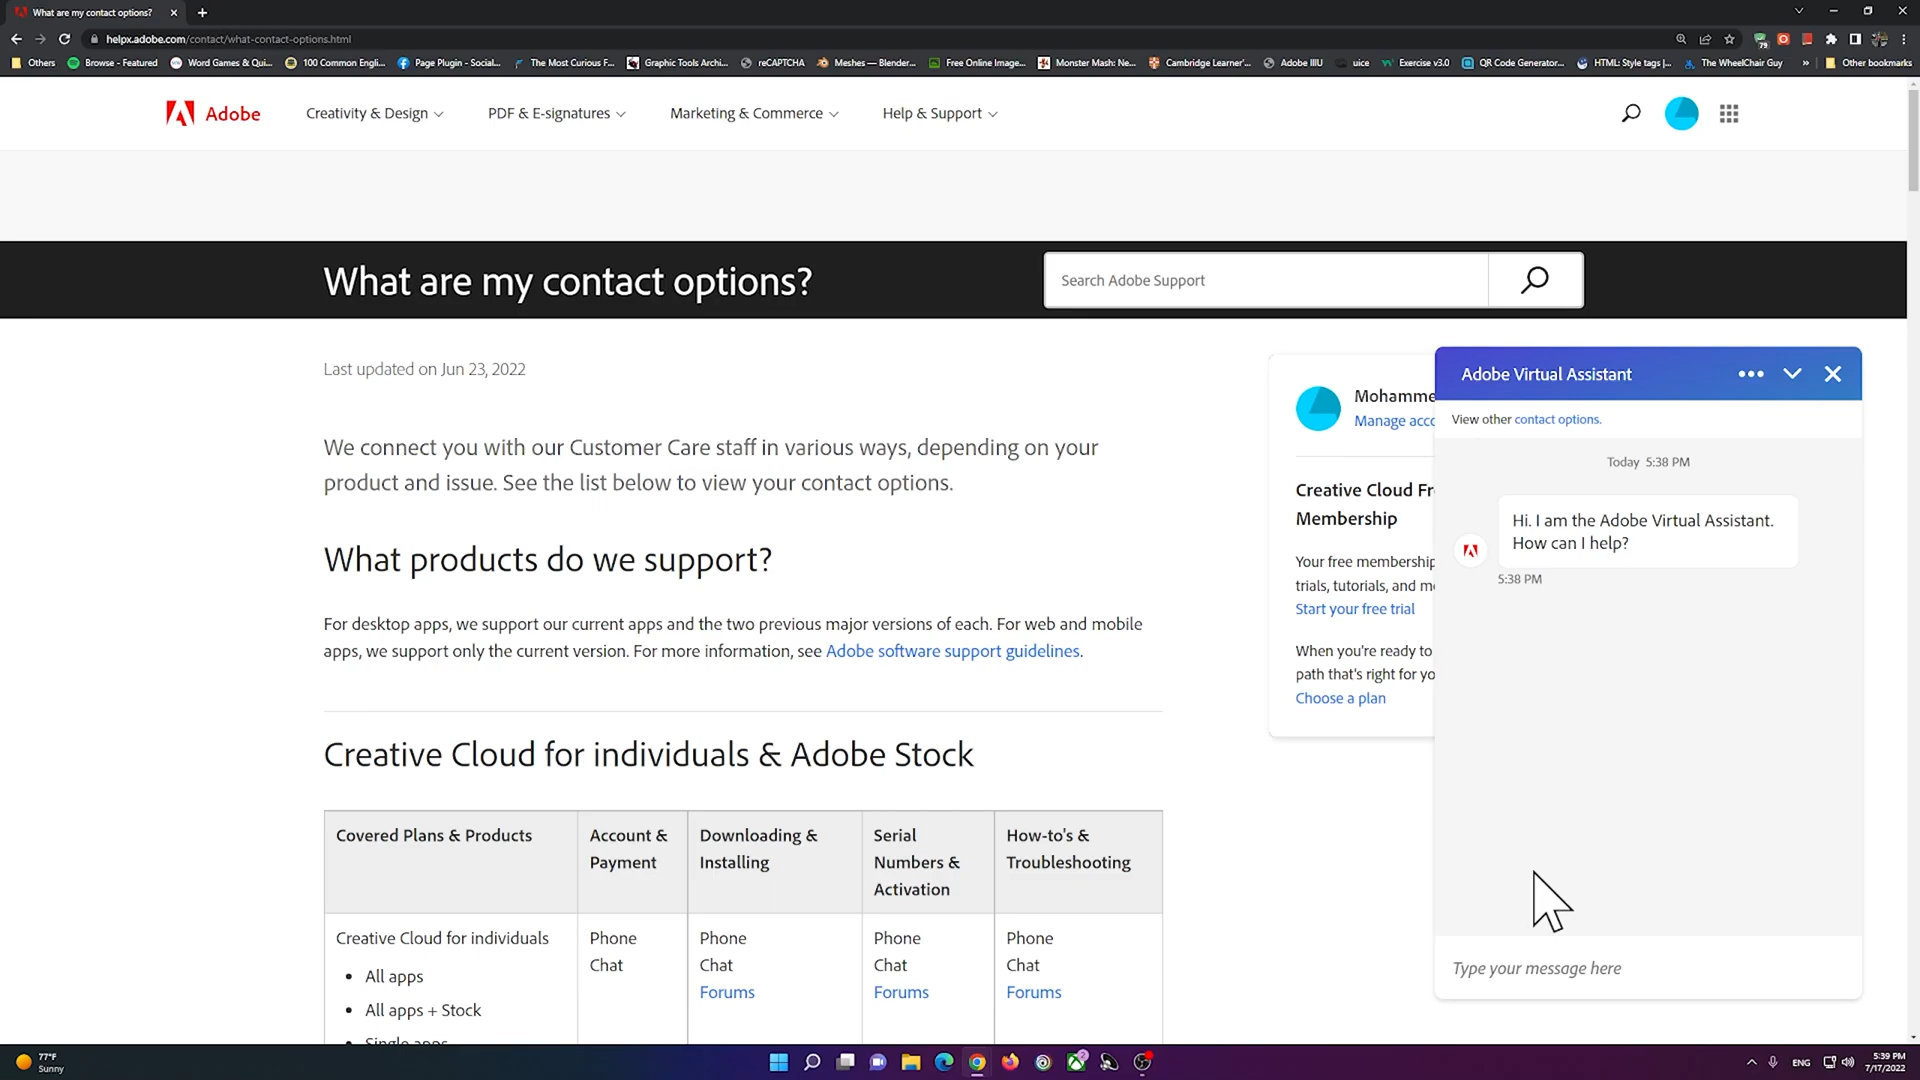 What are my contact options?
helpx.adobe.com/contact/what-contact-options.html
79
Others
Browse - Featured
Word Games & Qui...
100 Common Engli...
Page Plugin - Social...
The Most Curious F...
Graphic Tools Archi...
reCAPTCHA
Meshes — Blender...
Free Online Image...
Monster Mash: Ne...
Cambridge Learner'...
Adobe IIIU
uice
Exercise v3.0
QR Code Generator...
HTML: Style tags |...
The WheelChair Guy
»
Other bookmarks
Adobe
Creativity & Design
PDF & E-signatures
Marketing & Commerce
Help & Support
What are my contact options?
Search Adobe Support
Last updated on Jun 23, 2022
We connect you with our Customer Care staff in various ways, depending on your
product and issue. See the list below to view your contact options.
What products do we support?
For desktop apps, we support our current apps and the two previous major versions of each. For web and mobile
apps, we support only the current version. For more information, see Adobe software support guidelines.
Creative Cloud for individuals & Adobe Stock
Covered Plans & Products
Account &
Payment
Downloading &
Installing
Serial
Numbers &
Activation
How-to's &
Troubleshooting
Creative Cloud for individuals
• All apps
• All apps + Stock
• Single apps
Phone
Chat
Phone
Chat
Forums
Phone
Chat
Forums
Phone
Chat
Forums
Mohamme
Manage acc
Creative Cloud Fr
Membership
Your free membership
trials, tutorials, and m
Start your free trial
When you're ready to
path that's right for yo
Choose a plan
Adobe Virtual Assistant
View other contact options.
Today 5:38 PM
Hi. I am the Adobe Virtual Assistant.
How can I help?
5:38 PM
Type your message here
77°F
Sunny
2
ENG
5:39 PM
7/17/2022